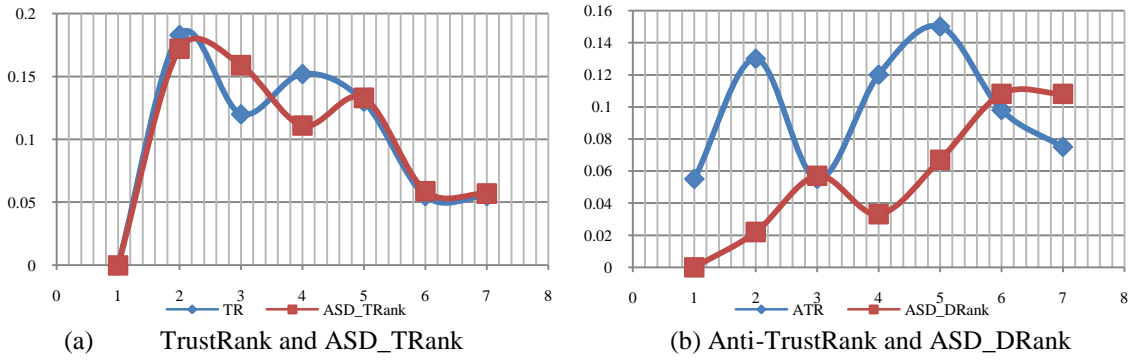 0.2
0.15
0.1
0.05
0
0 1 2 3 4 5 6 7 8
TR ASD_TRank
(a) TrustRank and ASD_TRank
0.16
0.14
0.12
0.1
0.08
0.06
0.04
0.02
0
0 1 2 3 4 5 6 7 8
ATR ASD_DRank
(b) Anti-TrustRank and ASD_DRank